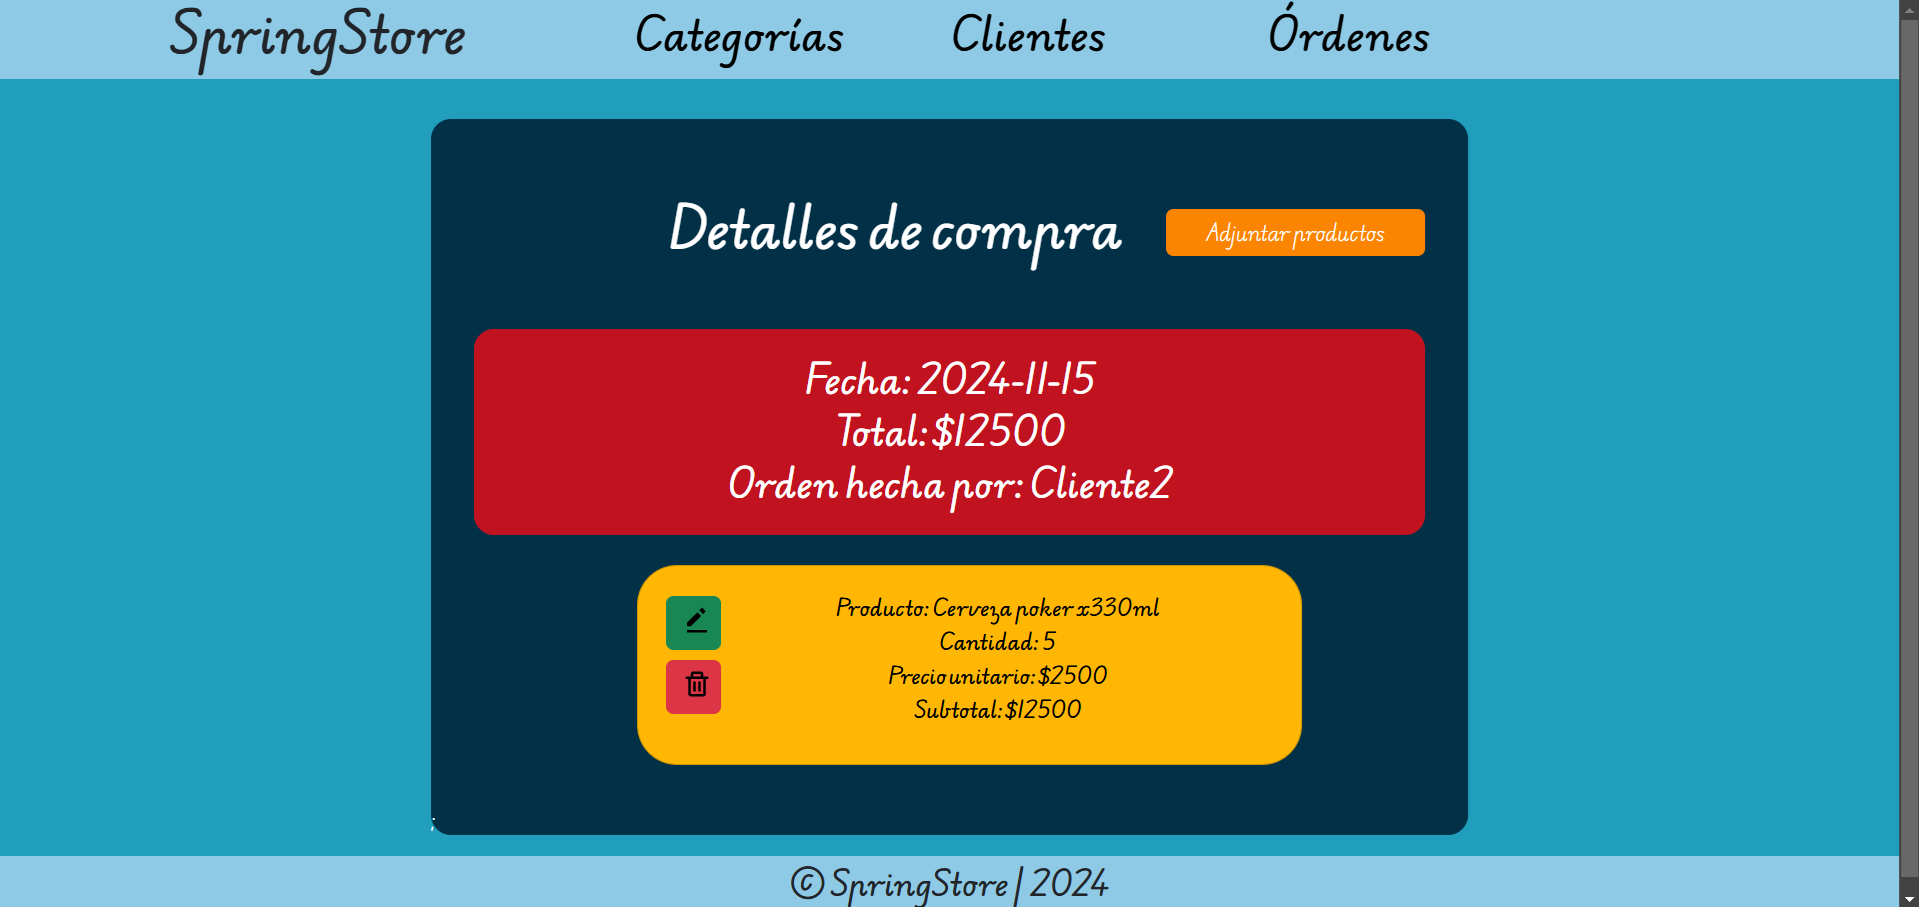 SpringStore Categorías Clientes Órdenes
Detalles de compra
Adjuntar productos
Fecha: 2024-11-15
Total: $12500
Orden hecha por: Cliente2
Producto: Cerveza poker x330ml
Cantidad: 5
Precio unitario: $2500
Subtotal: $12500
;
© SpringStore | 2024